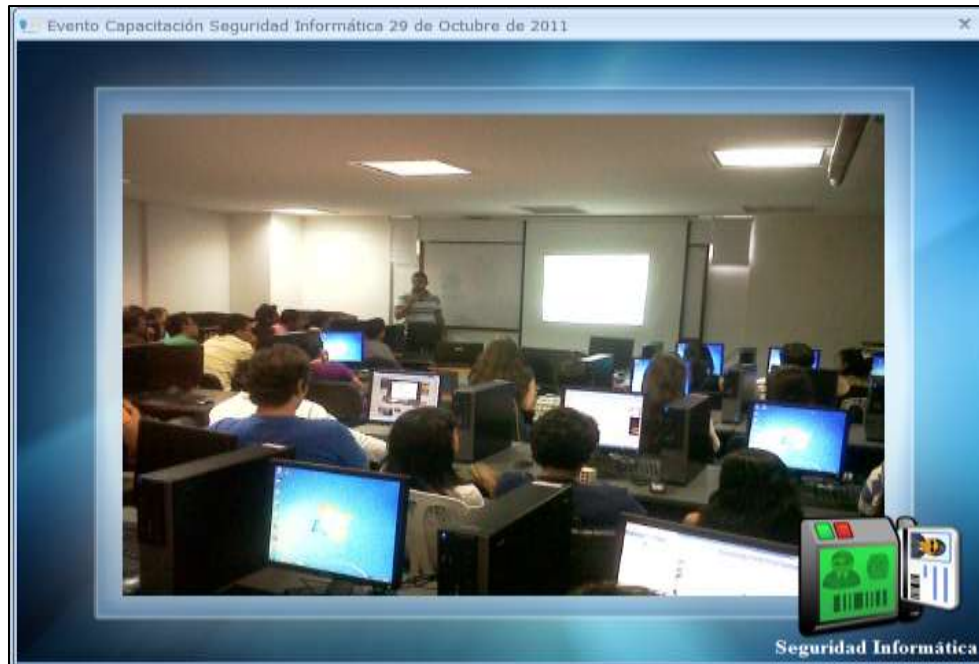 Evento Capacitación Seguridad Informática 29 de Octubre de 2011
Seguridad Informática